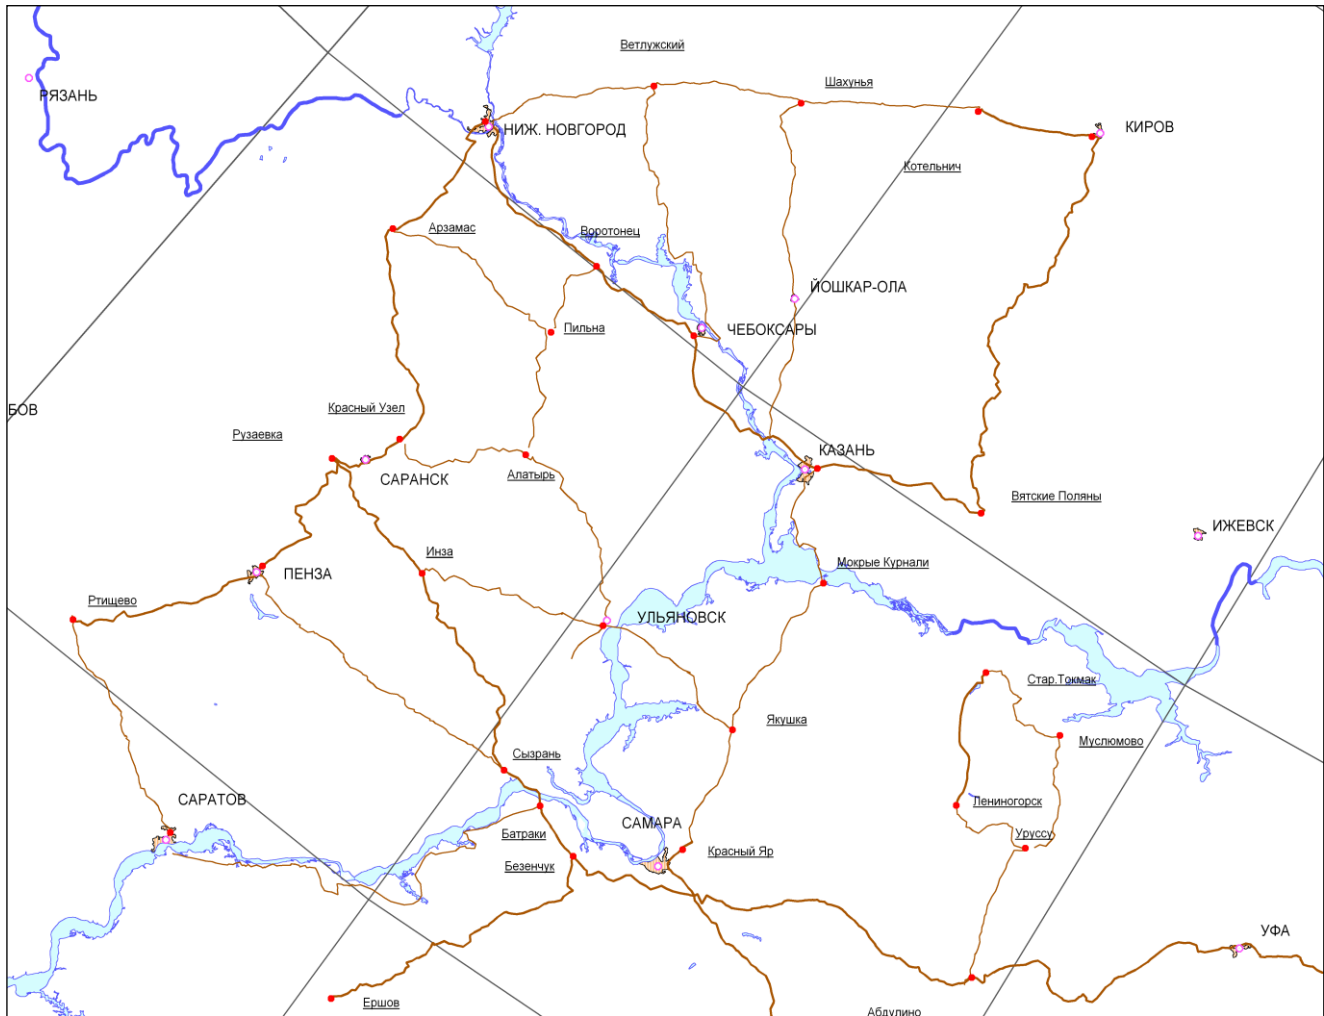 Ветлужский
Шахунья
РЯЗАНЬ
КИРОВ
НИЖ. НОВГОРОД
Котельнич
Арзамас
Воротонец
ЙОШКАР-ОЛА
Пильна
ЧЕБОКСАРЫ
БОВ
Красный Узел
Рузаевка
КАЗАНЬ
САРАНСК
Алатырь
Вятские Поляны
ИЖЕВСК
Инза
Мокрые Курнали
ПЕНЗА
Ртищево
УЛЬЯНОВСК
Стар.Токмак
Якушка
Муслюмово
Сызрань
САРАТОВ
Лениногорск
САМАРА
Батраки
Уруссу
Красный Яр
Безенчук
УФА
Ершов
Абдулино